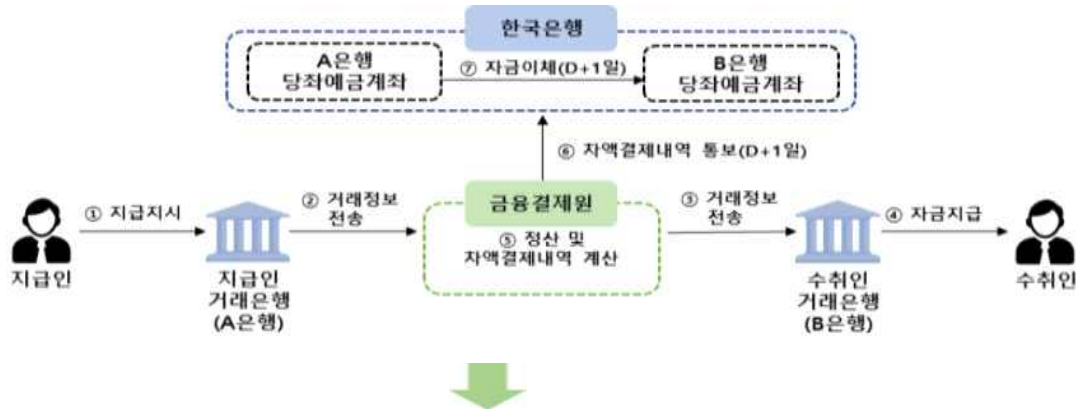 한국은행
A은행
당좌예금계좌
⑦ 자금이체(D+1일)
B은행
당좌예금계좌
⑥ 차액결제내역 통보(D+1일)
금융결제원
① 지급지시
② 거래정보
전송
⑤ 정산 및
차액결제내역 계산
③ 거래정보
전송
④ 자금지급
지급인
지급인
거래은행
(A은행)
수취인
거래은행
(B은행)
수취인